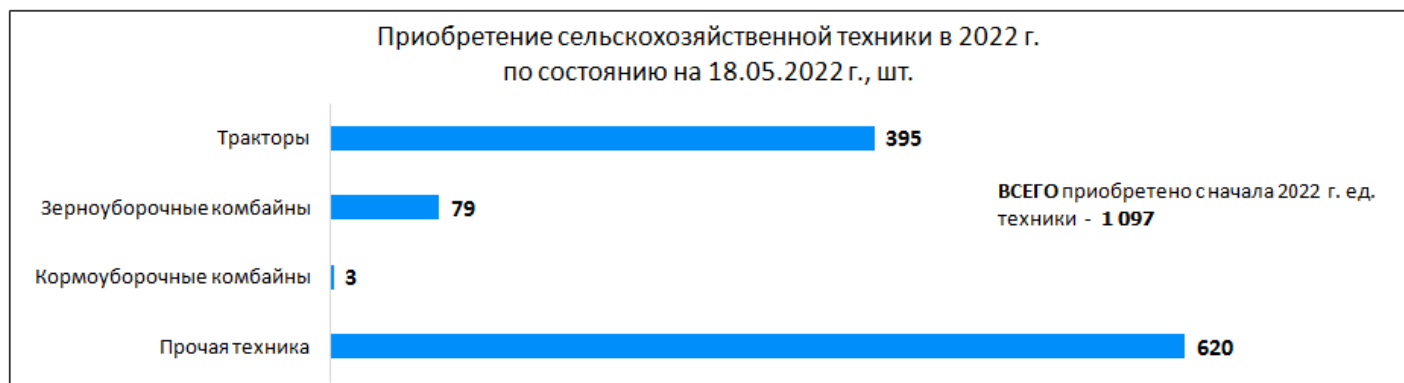 Приобретение сельскохозяйственной техники в 2022 г.
по состоянию на 18.05.2022 г., шт.
Тракторы
395
Зерноуборочные комбайны
79
ВСЕГО приобретено с начала 2022 г. ед.
техники - 1 097
Кормоуборочные комбайны
3
Прочая техника
620